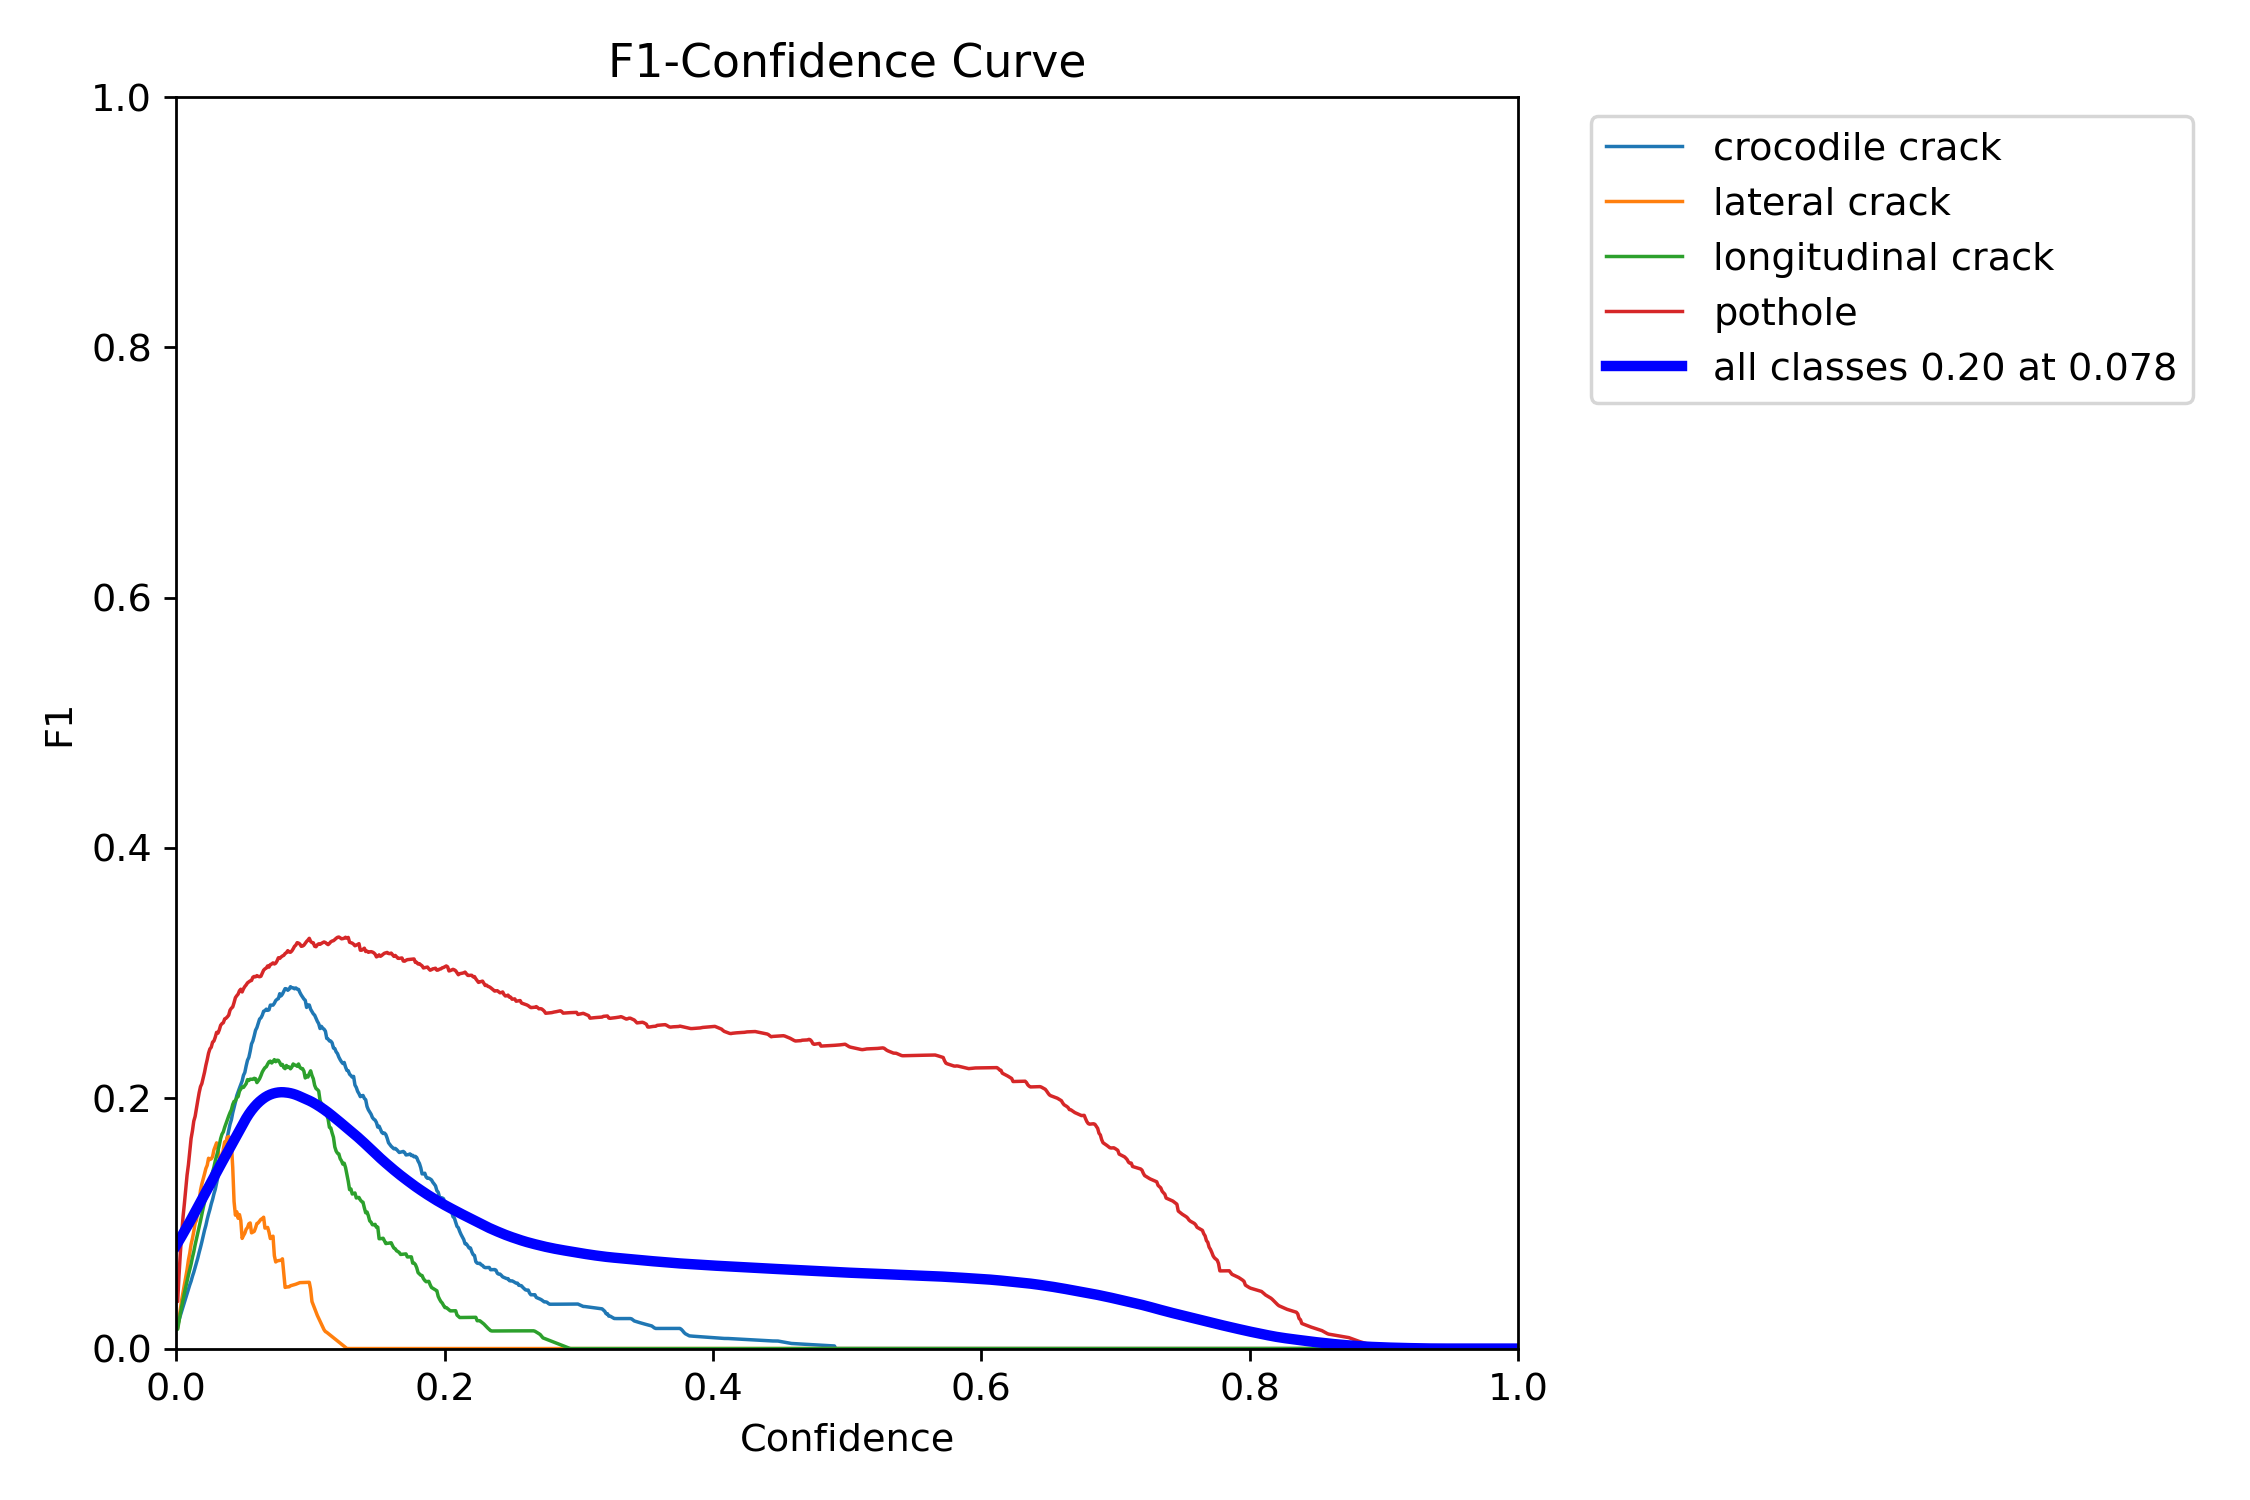 F1-Confidence Curve
1.0
0.8
0.6
0.4
0.2
0.0
F1
0.0 0.2 0.4 0.6 0.8 1.0
Confidence
crocodile crack
lateral crack
longitudinal crack
pothole
all classes 0.20 at 0.078